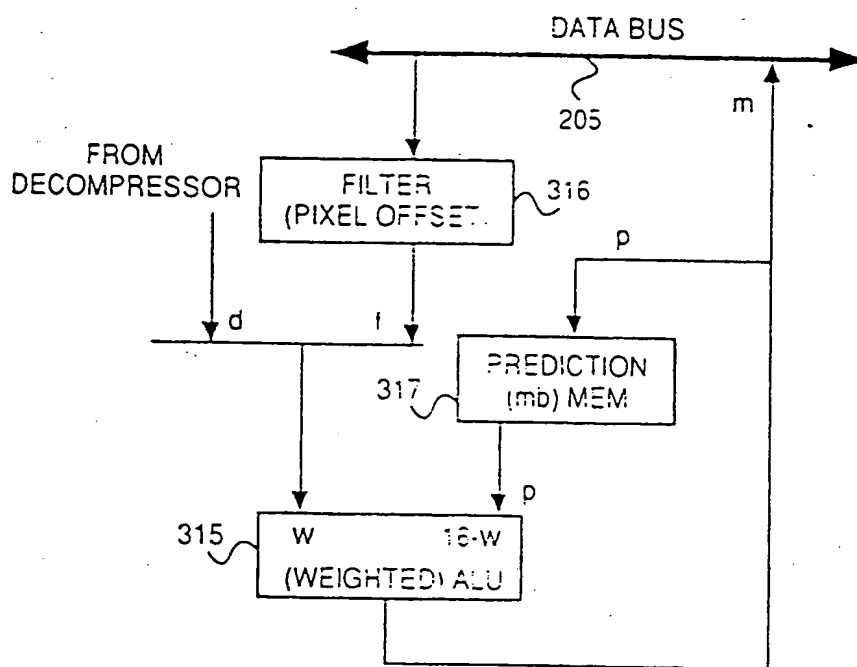 DATA BUS
205
m
FROM
DECOMPRESSOR
FILTER
(PIXEL OFFSET.
316
p
d
f
PREDICTION
(mb) MEM
317
p
315
W
16-W
(WEIGHTED) ALU